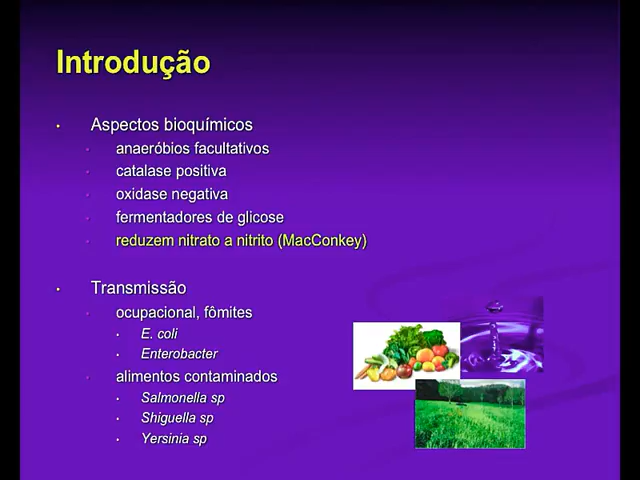 Introdução
Aspectos bioquímicos
anaeróbios facultativos
catalase positiva
oxidase negativa
fermentadores de glicose
reduzem nitrato a nitrito (MacConkey)
Transmissão
ocupacional, fômites
E. coli
Enterobacter
alimentos contaminados
Salmonella sp
Shiguella sp
Yersinia sp